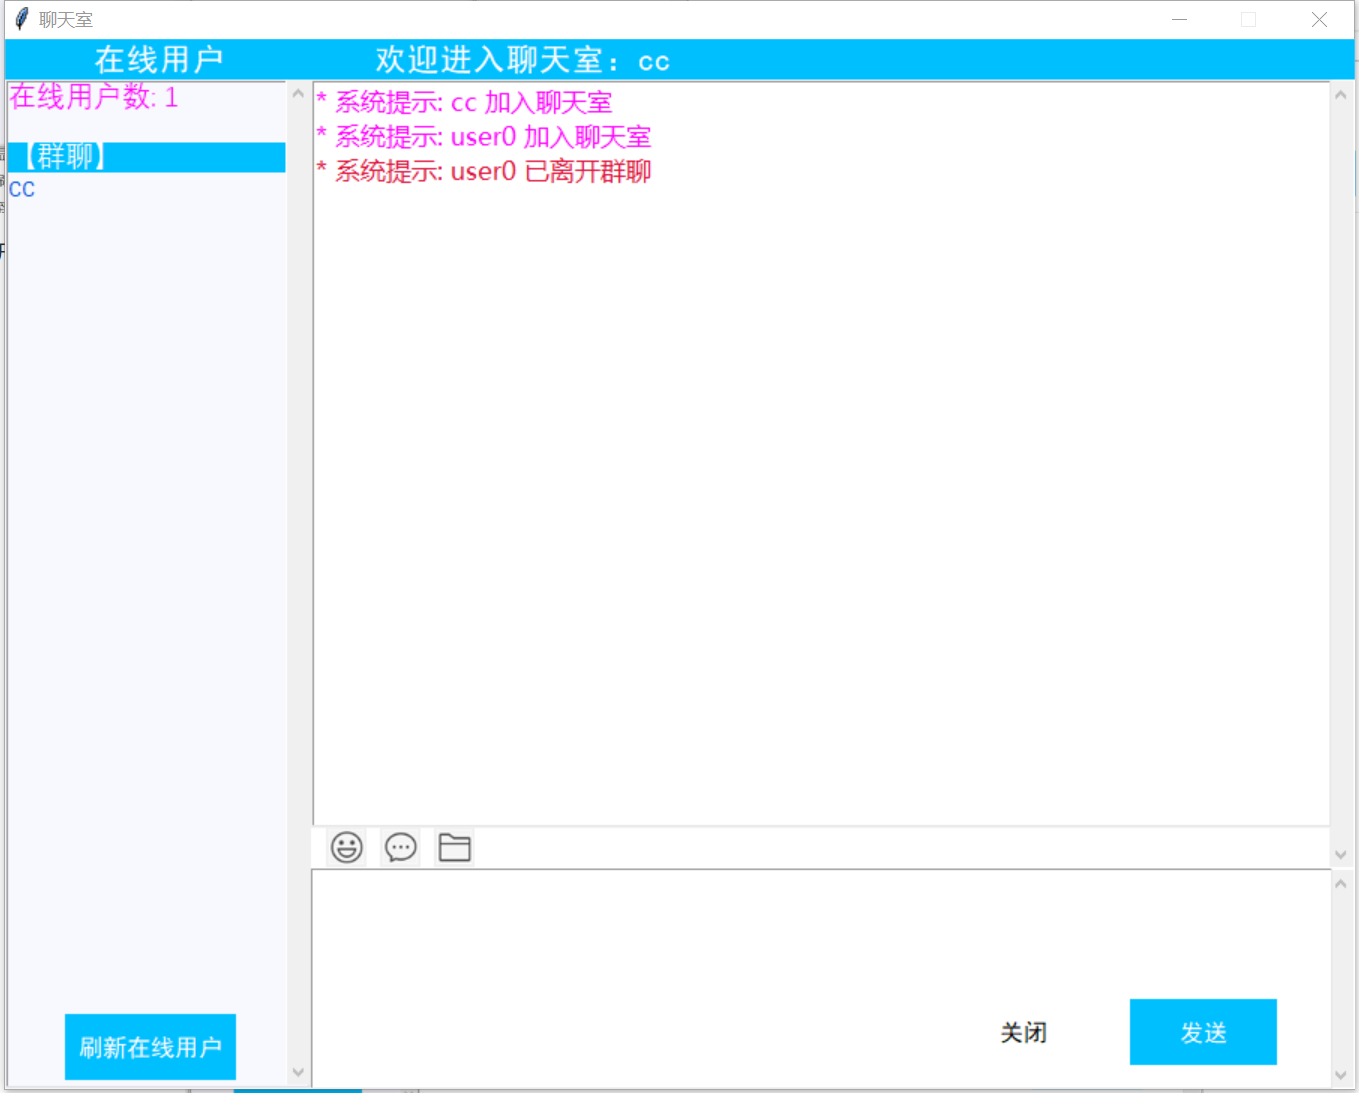 聊天室
在线用户
欢迎进入聊天室：cc
在线用户数: 1
【群聊】
cc
* 系统提示: cc 加入聊天室
* 系统提示: user0 加入聊天室
* 系统提示: user0 已离开群聊
刷新在线用户
关闭
发送